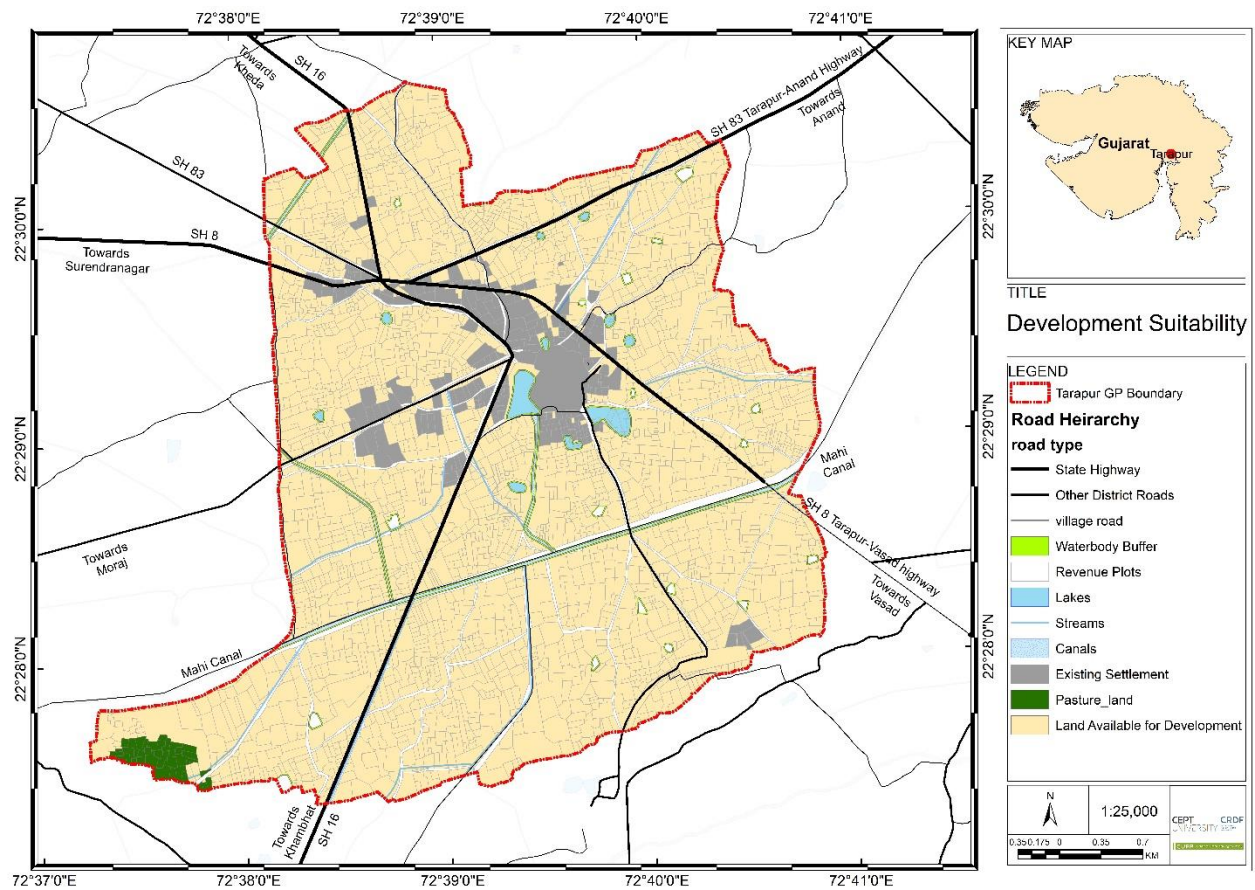 72°38'0"E
72°39'0"E
72°40'0"E
72°41'0"E
Towards
Kheda
SH 16
SH 83 Tarapur-Anand Highway
Towards
Anand
SH 83
SH 8
Towards
Surendranagar
22°30'0"N
22°30'0"N
22°29'0"N
22°29'0"N
Mahi
Canal
SH 8 Tarapur-Vasad highway
Towards
Vasad
Towards
Moraj
Mahi Canal
22°28'0"N
22°28'0"N
Towards
Khambhat
SH 16
72°37'0"E
72°38'0"E
72°39'0"E
72°40'0"E
72°41'0"E
KEY MAP
Gujarat
Tarapur
TITLE
Development Suitability
LEGEND
Tarapur GP Boundary
Road Heirarchy
road type
State Highway
Other District Roads
village road
Waterbody Buffer
Revenue Plots
Lakes
Streams
Canals
Existing Settlement
Pasture_land
Land Available for Development
N
1:25,000
0.35 0.175 0 0.35 0.7
KM
CEPT
UNIVERSITY
CRDF